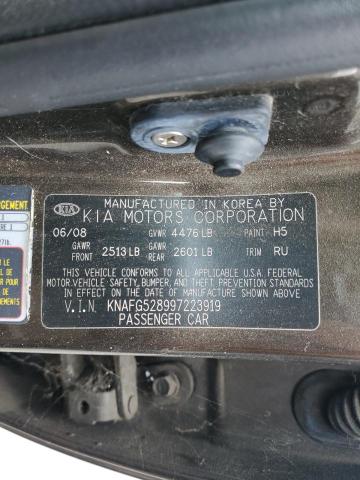 MANUFACTURED IN KOREA BY
KIA KIA MOTORS CORPORATION
06/08 GVWR 4476 LB PAINT H5
GAWR FRONT 2513 LB GAWR REAR 2601 LB TRIM RU
THIS VEHICLE CONFORMS TO ALL APPLICABLE FEDERAL
MOTOR VEHICLE SAFETY, BUMPER, AND THEFT PREVENTION STANDARDS
IN EFFECT ON THE DATE OF MANUFACTURE SHOWN ABOVE.
V.I.N. KNAFG528997223919
PASSENGER CAR